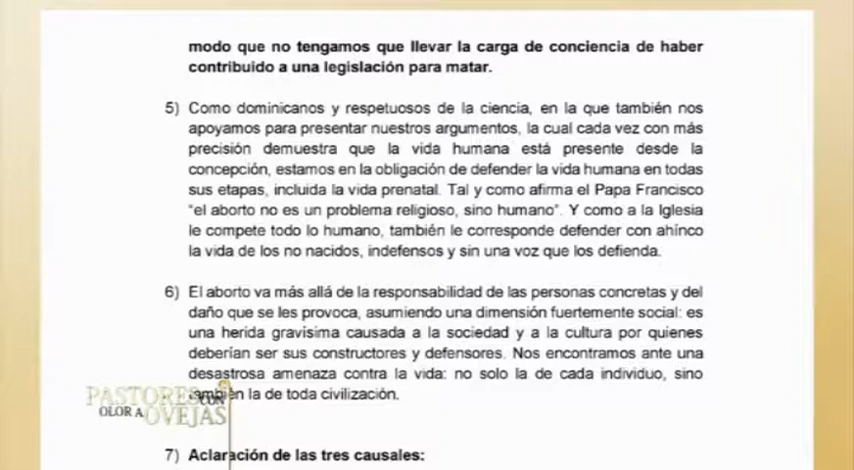 modo que no tengamos que llevar la carga de conciencia de haber
contribuido a una legislación para matar.
5) Como dominicanos y respetuosos de la ciencia, en la que también nos
apoyamos para presentar nuestros argumentos, la cual cada vez con más
precisión demuestra que la vida humana está presente desde la
concepción, estamos en la obligación de defender la vida humana en todas
sus etapas, incluida la vida prenatal. Tal y como afirma el Papa Francisco
"el aborto no es un problema religioso, sino humano". Y como a la Iglesia
le compete todo lo humano, también le corresponde defender con ahínco
la vida de los no nacidos, indefensos y sin una voz que los defienda.
6) El aborto va más allá de la responsabilidad de las personas concretas y del
daño que se les provoca, asumiendo una dimensión fuertemente social: es
una herida gravísima causada a la sociedad y a la cultura por quienes
deberían ser sus constructores y defensores. Nos encontramos ante una
desastrosa amenaza contra la vida: no solo la de cada individuo, sino
también la de toda civilización.
PASTORES CON
OLOR A OVEJAS
7) Aclaración de las tres causales: